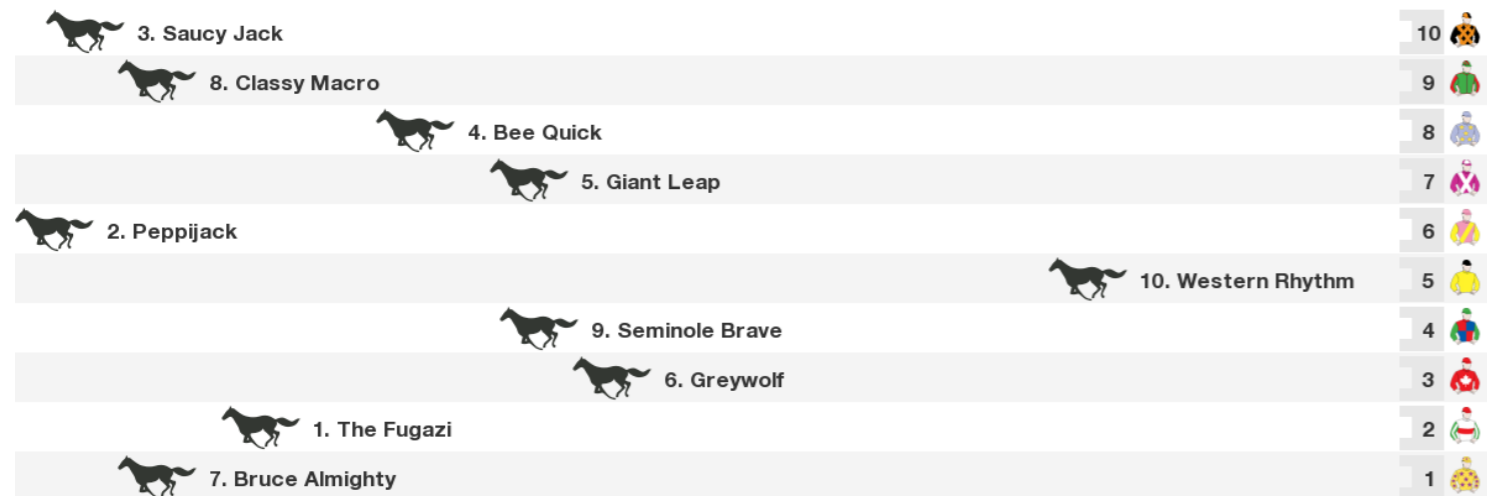 3. Saucy Jack 10
8. Classy Macro 9
4. Bee Quick 8
5. Giant Leap 7
2. Peppijack 6
10. Western Rhythm 5
9. Seminole Brave 4
6. Greywolf 3
1. The Fugazi 2
7. Bruce Almighty 1